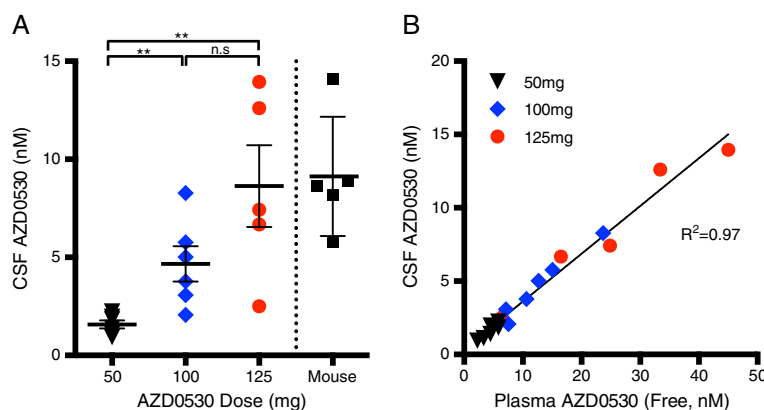 A
**
**
n.s
15
10
5
0
CSF AZD0530 (nM)
50
100
125
Mouse
AZD0530 Dose (mg)
B
50mg
100mg
125mg
20
15
10
5
0
CSF AZD0530 (nM)
R²=0.97
0
10
20
30
40
50
Plasma AZD0530 (Free, nM)